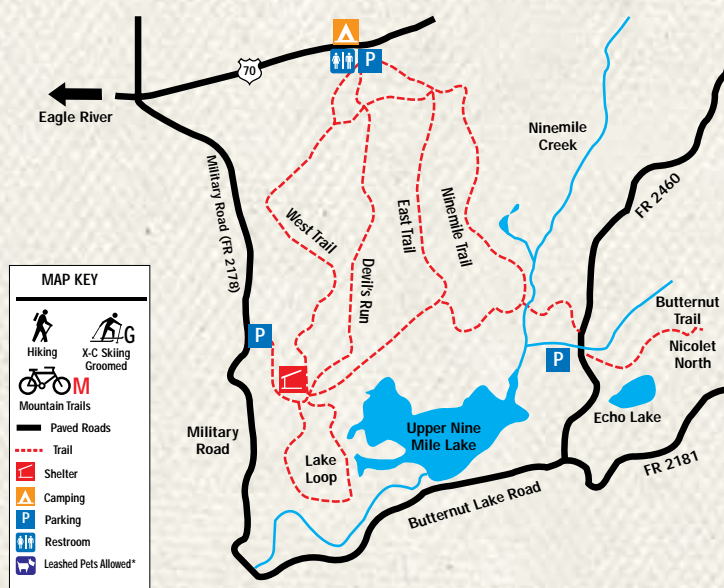 70
P
Eagle River
Ninemile
Creek
Military Road (FR 2178)
FR 2460
West Trail
East Trail
Ninemile Trail
Devil's Run
MAP KEY
Hiking
G
X-C Skiing
Groomed
M
Mountain Trails
Paved Roads
Trail
Shelter
Camping
P
Parking
Restroom
Leashed Pets Allowed*
P
Butternut
Trail
Nicolet
North
P
Echo Lake
Military
Road
Upper Nine
Mile Lake
Lake
Loop
FR 2181
Butternut Lake Road